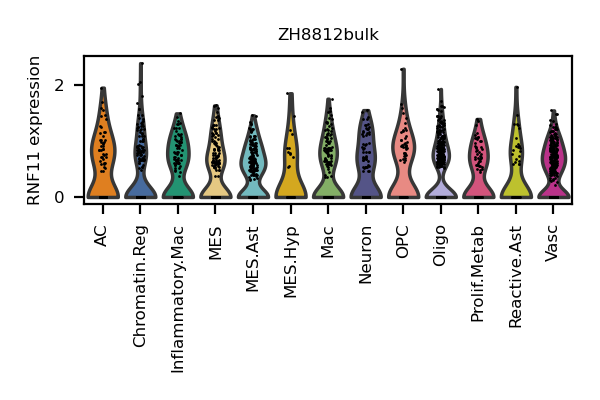 ZH8812bulk
RNF11 expression
2
0
AC
Chromatin.Reg
Inflammatory.Mac
MES
MES.Ast
MES.Hyp
Mac
Neuron
OPC
Oligo
Prolif.Metab
Reactive.Ast
Vasc